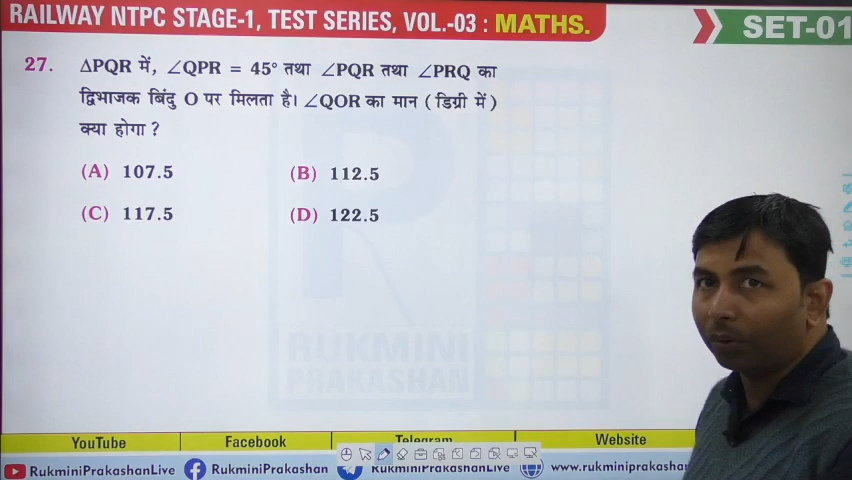 RAILWAY NTPC STAGE-1, TEST SERIES, VOL.-03 : MATHS.
SET-01
27. ΔPQR में, ∠QPR = 45° तथा ∠PQR तथा ∠PRQ का
द्विभाजक बिंदु O पर मिलता है। ∠QOR का मान (डिग्री में)
क्या होगा ?
(A) 107.5 (B) 112.5
(C) 117.5 (D) 122.5
RUKMINI
PRAKASHAN
YouTube Facebook Telegram Website
RukminiPrakashanLive RukminiPrakashan RukminiPrakashanLive www.rukminipraka